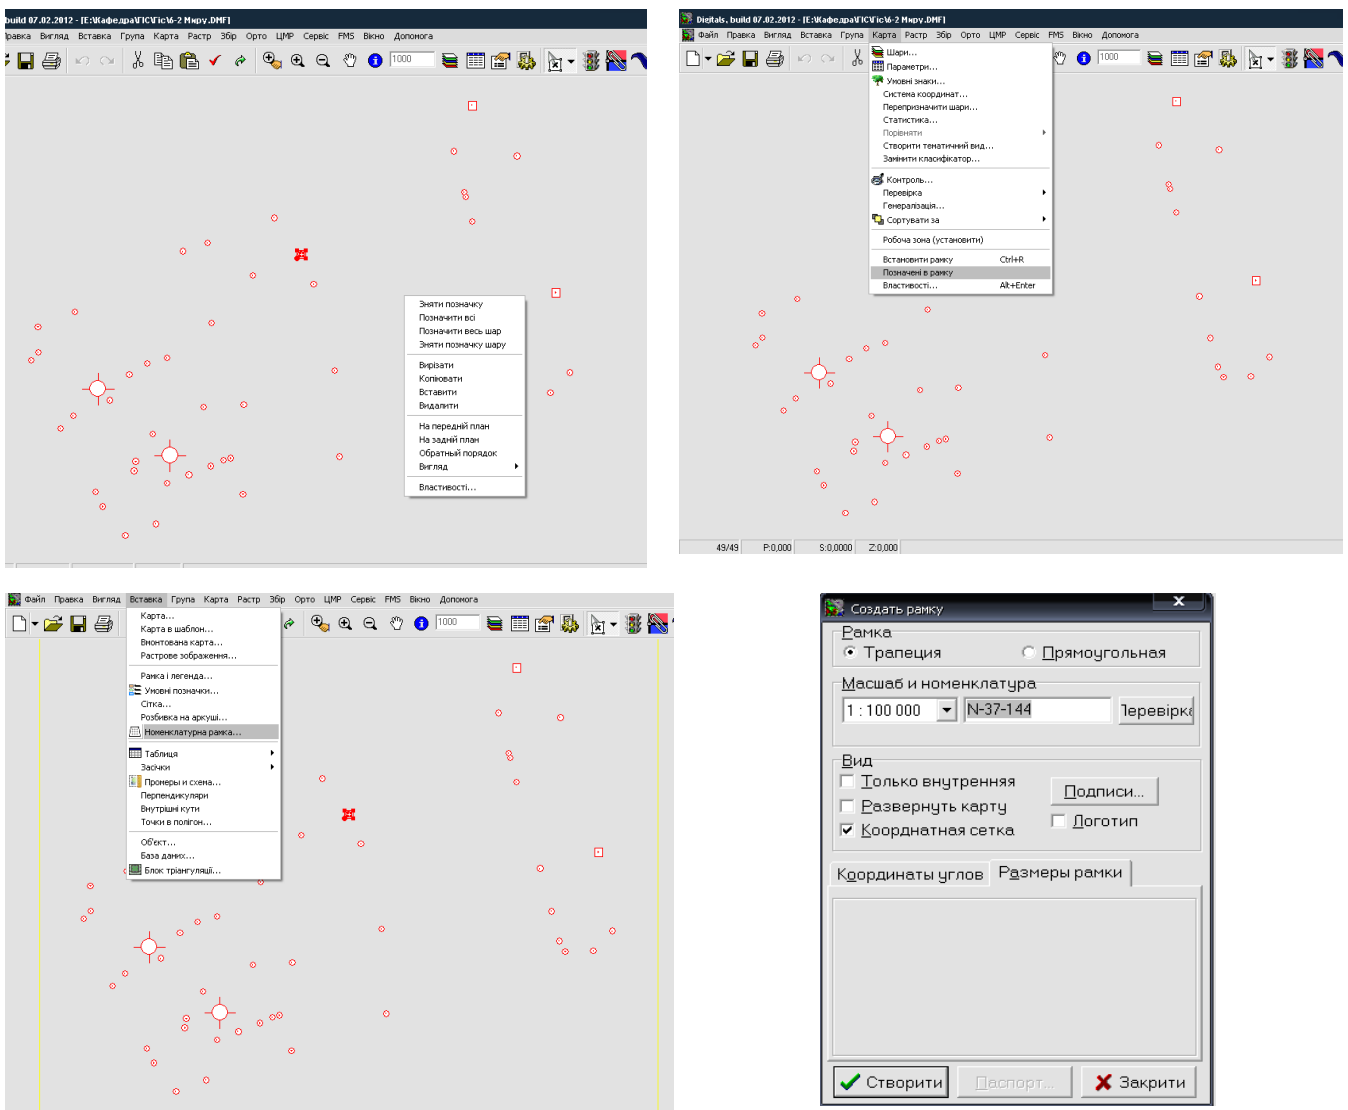 build 07.02.2012 - [E:\Кафедра\ГІС\Гіс\6-2 Миру.DMF]
Правка Вигляд Вставка Група Карта Растр Збір Орто ЦМР Сервіс FMS Вікно Допомога
1000
Зняти позначку
Позначити всі
Позначити весь шар
Зняти позначку шару
Вирізати
Копіювати
Вставити
Видалити
На передній план
На задній план
Обратный порядок
Вигляд
Властивості...
Digitals, build 07.02.2012 - [E:\Кафедра\ГІС\Гіс\6-2 Миру.DMF]
Файл Правка Вигляд Вставка Група Карта Растр Збір Орто ЦМР Сервіс FMS Вікно Допомога
1000
Шари...
Параметри...
Умовні знаки...
Система координат...
Перепризначити шари...
Статистика...
Порівняти
Створити тематичний вид...
Замінити класифікатор...
Контроль...
Перевірка
Генералізація...
Сортувати за
Робоча зона (установити)
Встановити рамку Ctrl+R
Позначені в рамку
Властивості... Alt+Enter
49/49 P:0,000 S:0,0000 Z:0,000
Файл Правка Вигляд Вставка Група Карта Растр Збір Орто ЦМР Сервіс FMS Вікно Допомога
1000
Карта...
Карта в шаблон...
Вмонтована карта...
Растрове зображення...
Рамка і легенда...
Умовні позначки...
Сітка...
Розбивка на аркуші...
Номенклатурна рамка...
Таблиця
Засічки
Промеры и схема...
Перпендикуляри
Внутрішні кути
Точки в полігон...
Об'єкт...
База даних...
Блок тріангуляції...
Создать рамку
Рамка
Трапеция Прямоугольная
Масшаб и номенклатура
1 : 100 000 N-37-144 Перевірка
Вид
Только внутренняя
Подписи...
Развернуть карту
Логотип
Коорднатная сетка
Координаты углов Размеры рамки
Створити Паспорт... Закрити